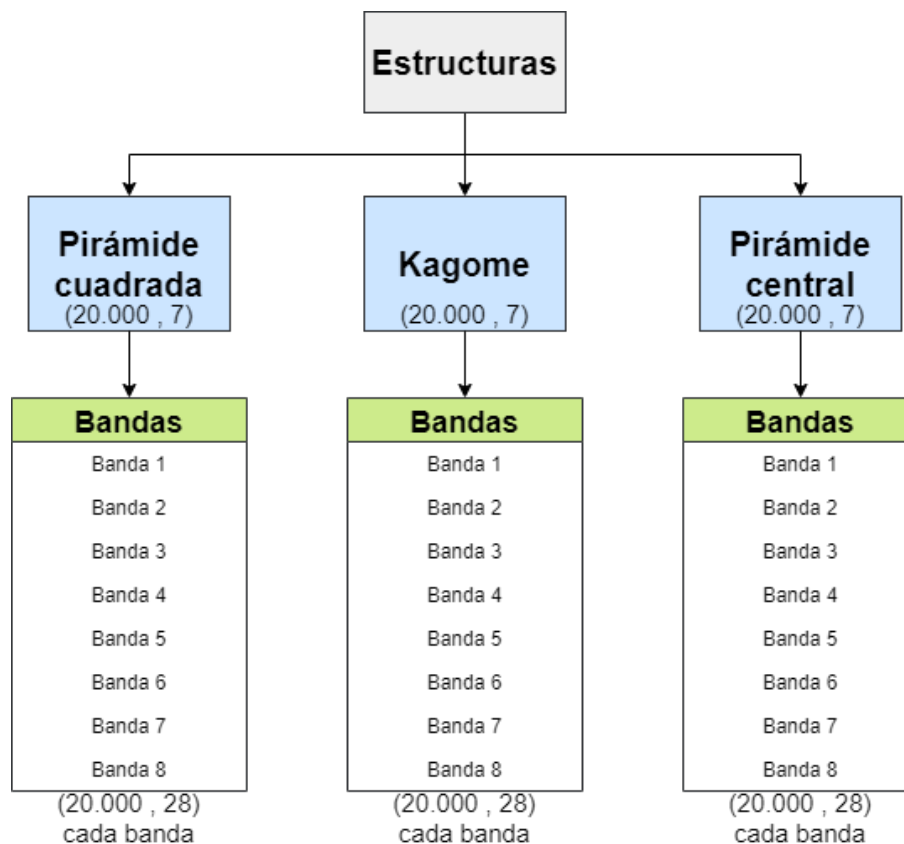 Estructuras
Pirámide
cuadrada
(20.000 , 7)
Kagome
(20.000 , 7)
Pirámide
central
(20.000 , 7)
Bandas
Banda 1
Banda 2
Banda 3
Banda 4
Banda 5
Banda 6
Banda 7
Banda 8
(20.000 , 28)
cada banda
Bandas
Banda 1
Banda 2
Banda 3
Banda 4
Banda 5
Banda 6
Banda 7
Banda 8
(20.000 , 28)
cada banda
Bandas
Banda 1
Banda 2
Banda 3
Banda 4
Banda 5
Banda 6
Banda 7
Banda 8
(20.000 , 28)
cada banda